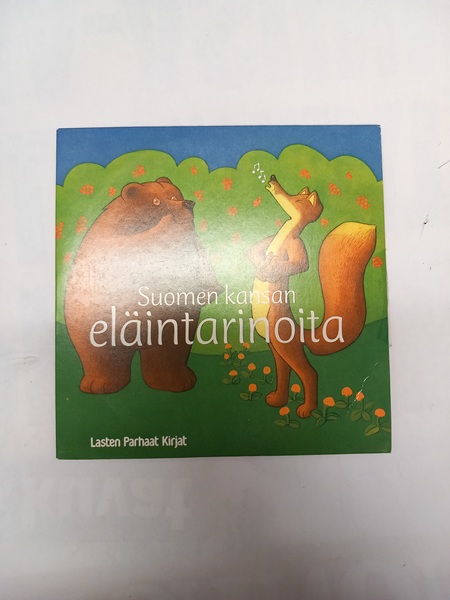 Suomen kansan
eläintarinoita
Lasten Parhaat Kirjat